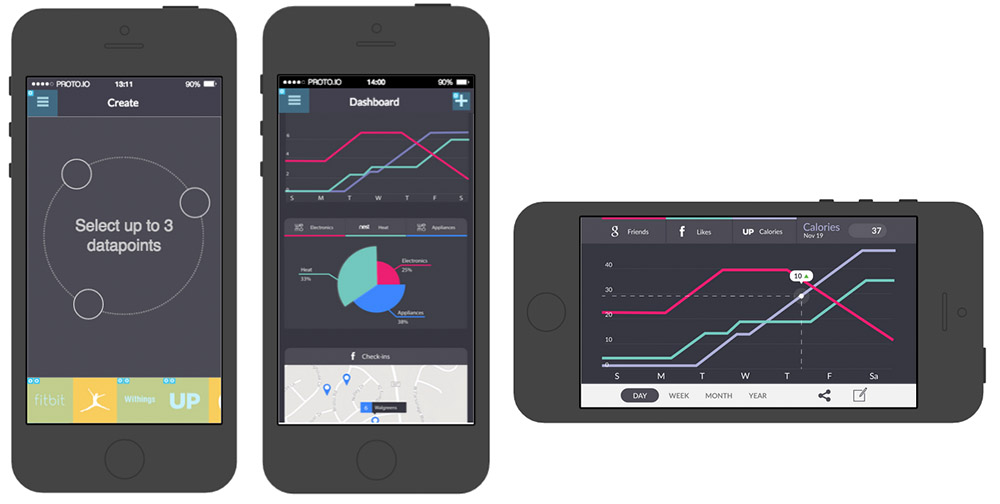 PROTO.IO 13:11 90%
Create
Select up to 3
datapoints
fitbit
Withings
UP
PROTO.IO 14:00 90%
Dashboard
6
4
2
0
S M T W T F S
Electronics
nest Heat
Appliances
Heat
33%
Electronics
25%
Appliances
38%
f Check-ins
6 Walgreens
g Friends
f Likes
UP Calories
Calories
Nov 19
37
10
40
30
20
10
0
S M T W T F Sa
DAY WEEK MONTH YEAR